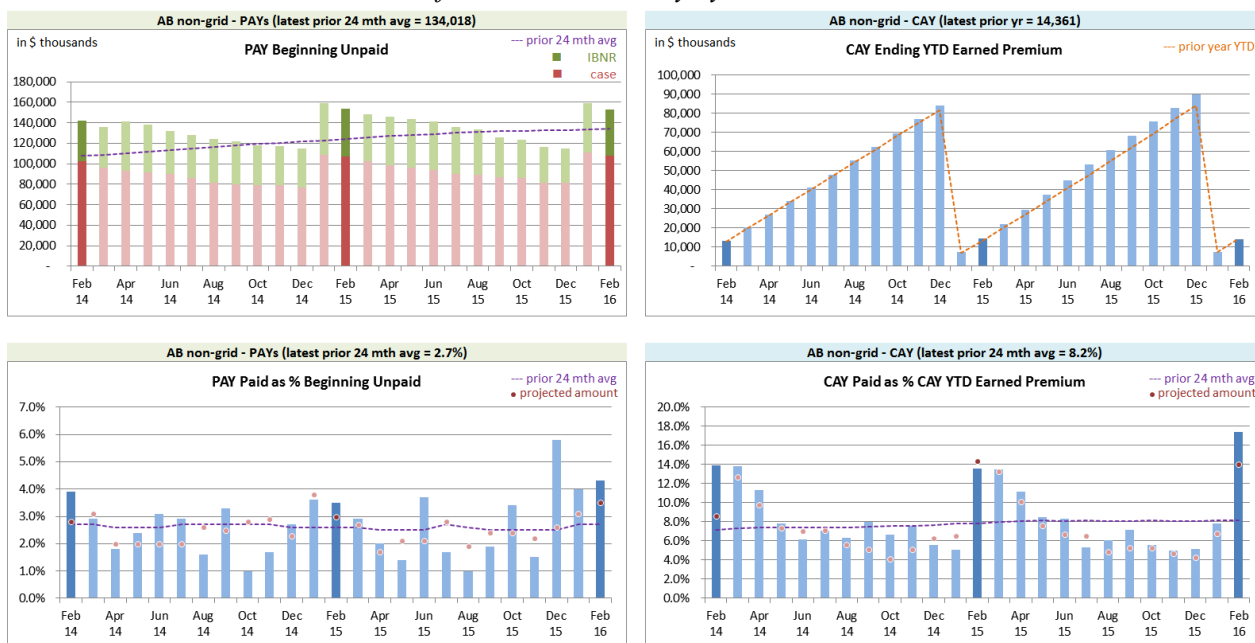 AB non-grid - PAYs (latest prior 24 mth avg = 134,018)
in $ thousands
PAY Beginning Unpaid
--- prior 24 mth avg
IBNR
case
180,000
160,000
140,000
120,000
100,000
80,000
60,000
40,000
20,000
-
Feb Apr Jun Aug Oct Dec Feb Apr Jun Aug Oct Dec Feb
14 14 14 14 14 14 15 15 15 15 15 15 16
AB non-grid - CAY (latest prior yr = 14,361)
in $ thousands
CAY Ending YTD Earned Premium
--- prior year YTD
100,000
90,000
80,000
70,000
60,000
50,000
40,000
30,000
20,000
10,000
-
Feb Apr Jun Aug Oct Dec Feb Apr Jun Aug Oct Dec Feb
14 14 14 14 14 14 15 15 15 15 15 15 16
AB non-grid - PAYs (latest prior 24 mth avg = 2.7%)
PAY Paid as % Beginning Unpaid
--- prior 24 mth avg
• projected amount
7.0%
6.0%
5.0%
4.0%
3.0%
2.0%
1.0%
0.0%
Feb Apr Jun Aug Oct Dec Feb Apr Jun Aug Oct Dec Feb
14 14 14 14 14 14 15 15 15 15 15 15 16
AB non-grid - CAY (latest prior 24 mth avg = 8.2%)
CAY Paid as % CAY YTD Earned Premium
--- prior 24 mth avg
• projected amount
20.0%
18.0%
16.0%
14.0%
12.0%
10.0%
8.0%
6.0%
4.0%
2.0%
0.0%
Feb Apr Jun Aug Oct Dec Feb Apr Jun Aug Oct Dec Feb
14 14 14 14 14 14 15 15 15 15 15 15 16